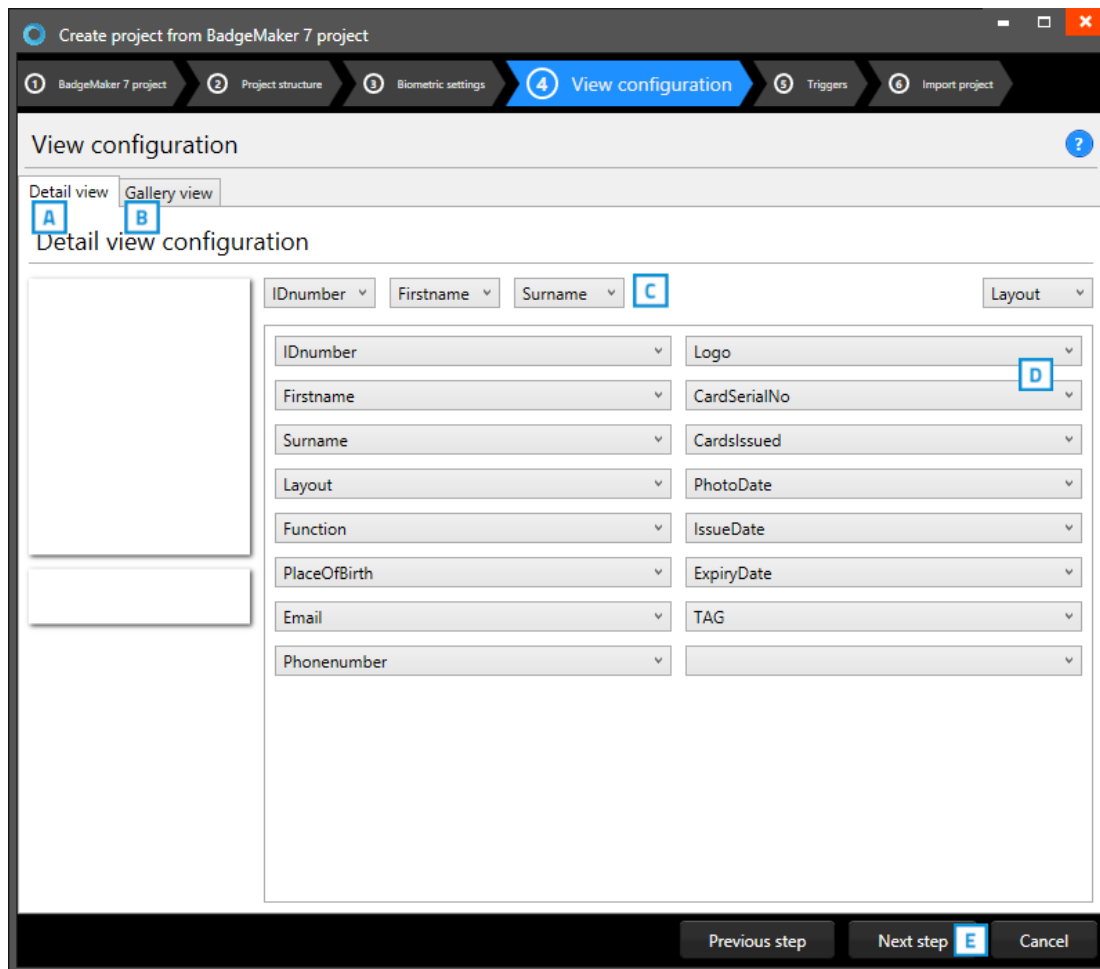 Create project from BadgeMaker 7 project
1 BadgeMaker 7 project 2 Project structure 3 Biometric settings 4 View configuration 5 Triggers 6 Import project
View configuration ?
Detail view Gallery view
A B
Detail view configuration
IDnumber Firstname Surname C Layout
IDnumber Logo
D
Firstname CardSerialNo
Surname CardsIssued
Layout PhotoDate
Function IssueDate
PlaceOfBirth ExpiryDate
Email TAG
Phonenumber
Previous step Next step E Cancel